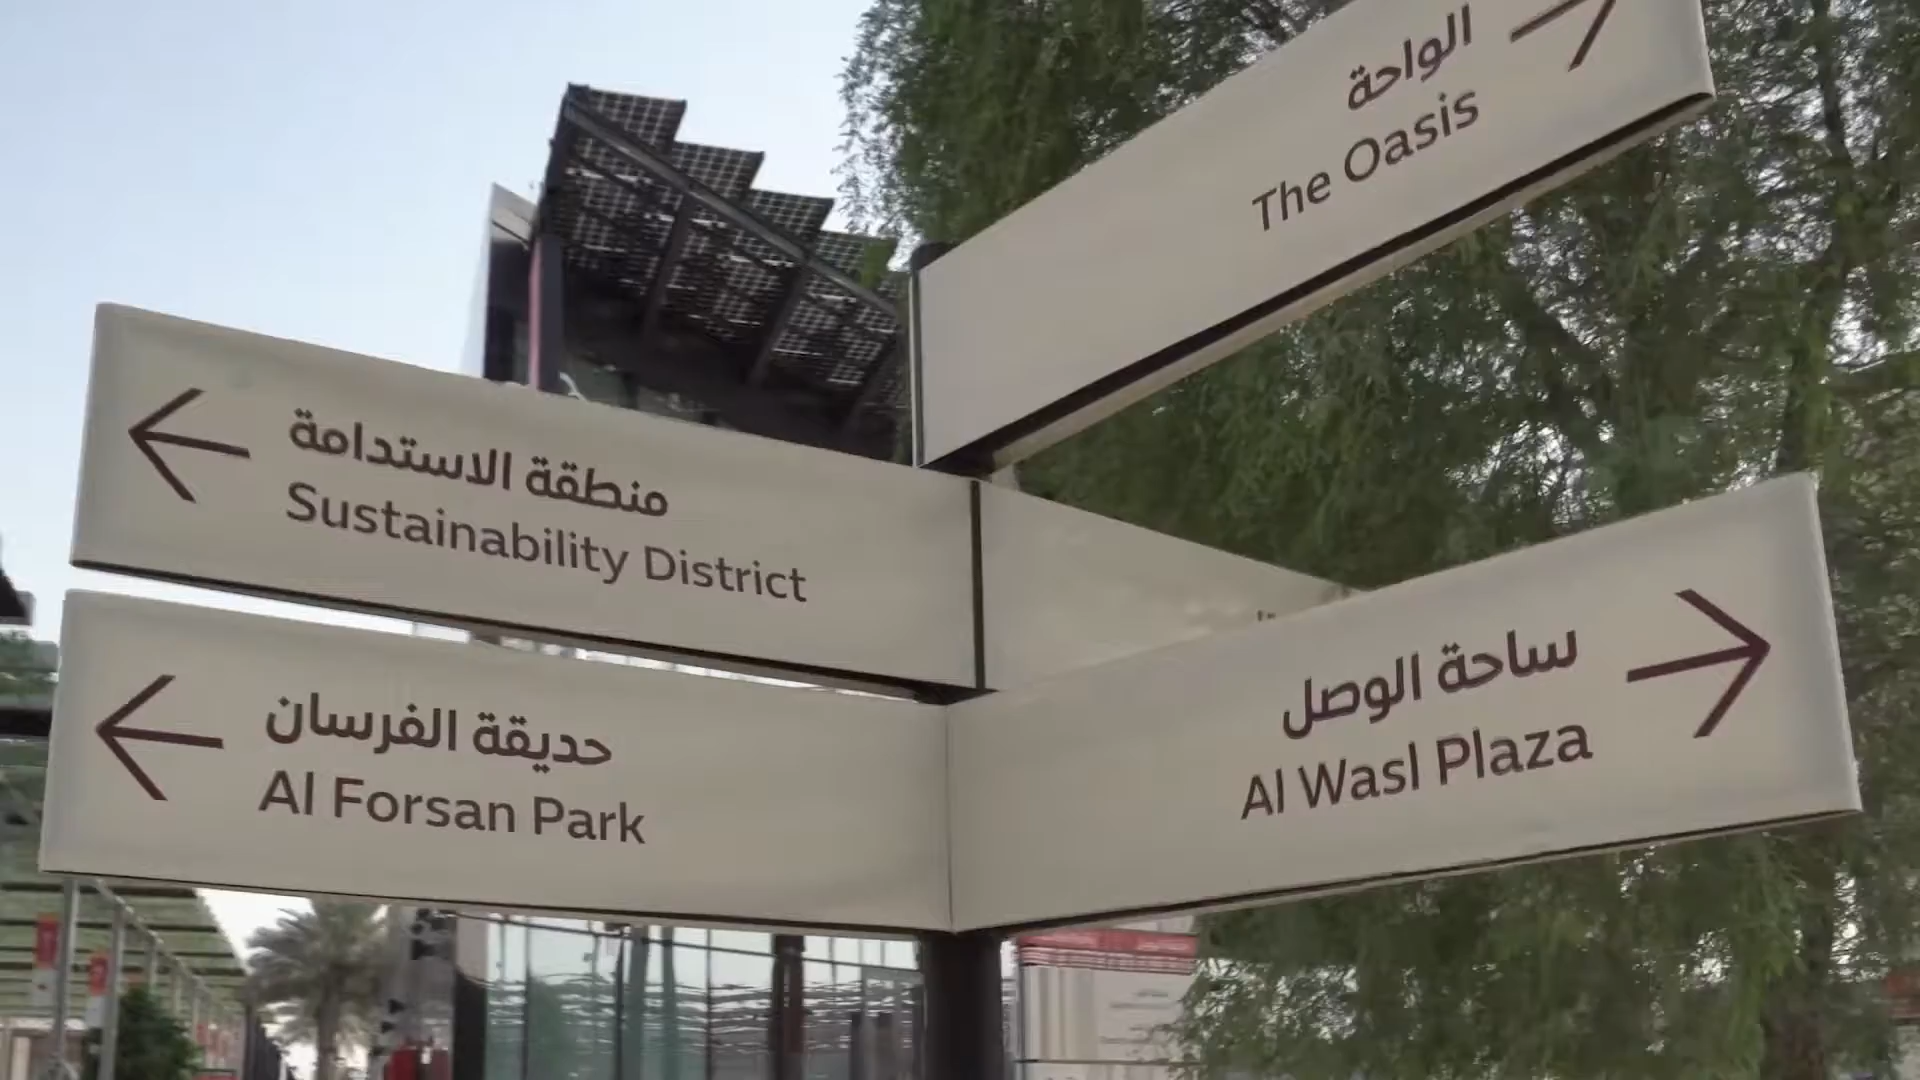 الواحة
The Oasis
منطقة الاستدامة
Sustainability District
حديقة الفرسان
Al Forsan Park
ساحة الوصل
Al Wasl Plaza